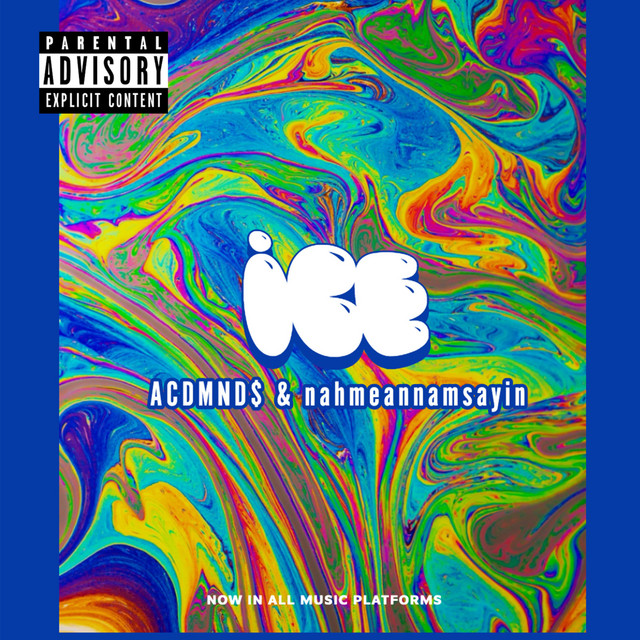 PARENTAL
ADVISORY
EXPLICIT CONTENT
iCE
ACDMND$ & nahmeannamsayin
NOW IN ALL MUSIC PLATFORMS